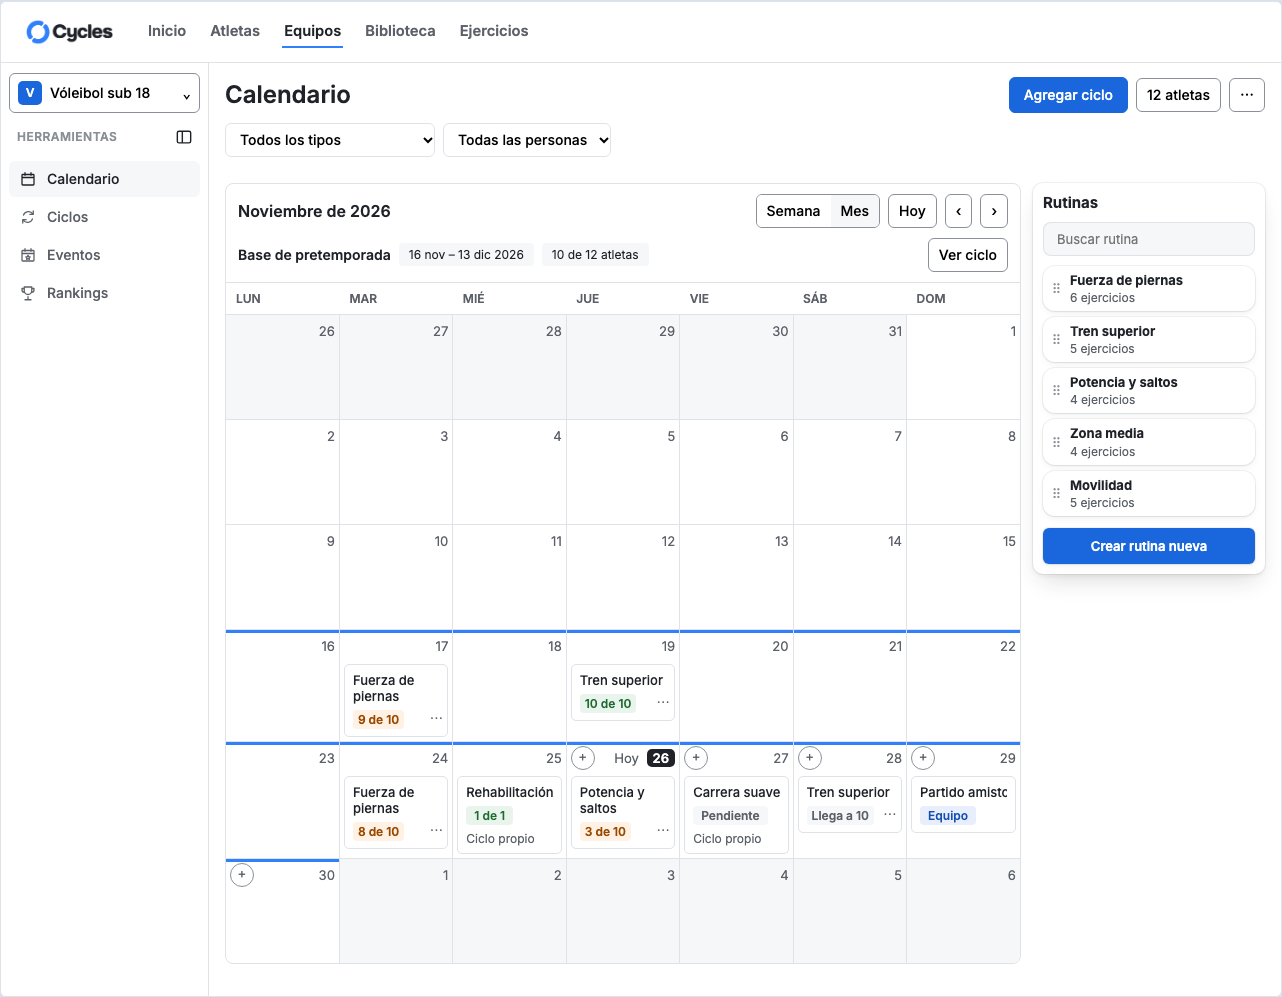 Cycles
Inicio
Atletas
Equipos
Biblioteca
Ejercicios
V
Vóleibol sub 18
HERRAMIENTAS
Calendario
Ciclos
Eventos
Rankings
Calendario
Agregar ciclo
12 atletas
...
Todos los tipos
Todas las personas
Noviembre de 2026
Semana
Mes
Hoy
‹
›
Base de pretemporada
16 nov – 13 dic 2026
10 de 12 atletas
Ver ciclo
LUN MAR MIÉ JUE VIE SÁB DOM
26 27 28 29 30 31 1
2 3 4 5 6 7 8
9 10 11 12 13 14 15
16 17 18 19 20 21 22
Fuerza de
piernas
9 de 10
...
Tren superior
10 de 10
...
23 24 25 + Hoy 26 + 27 + 28 + 29
Fuerza de
piernas
8 de 10
...
Rehabilitación
1 de 1
Ciclo propio
Potencia y
saltos
3 de 10
...
Carrera suave
Pendiente
Ciclo propio
Tren superior
Llega a 10
...
Partido amistc
Equipo
+ 30 1 2 3 4 5 6
Rutinas
Buscar rutina
Fuerza de piernas
6 ejercicios
Tren superior
5 ejercicios
Potencia y saltos
4 ejercicios
Zona media
4 ejercicios
Movilidad
5 ejercicios
Crear rutina nueva